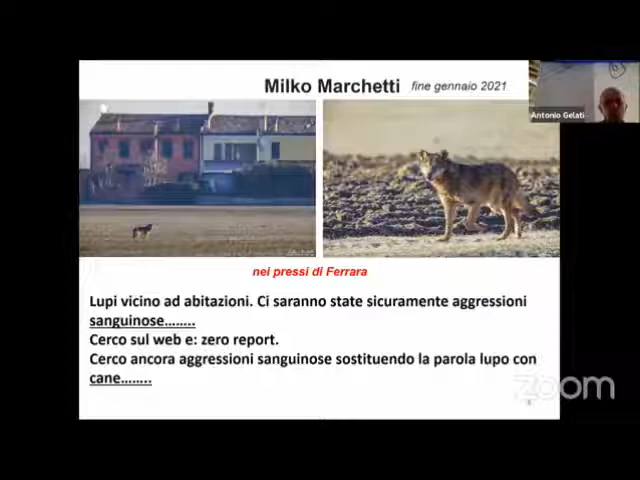 Milko Marchetti fine gennaio 2021
Antonio Gelati
nei pressi di Ferrara
Lupi vicino ad abitazioni. Ci saranno state sicuramente aggressioni
sanguinose........
Cerco sul web e: zero report.
Cerco ancora aggressioni sanguinose sostituendo la parola lupo con
cane........
zoom